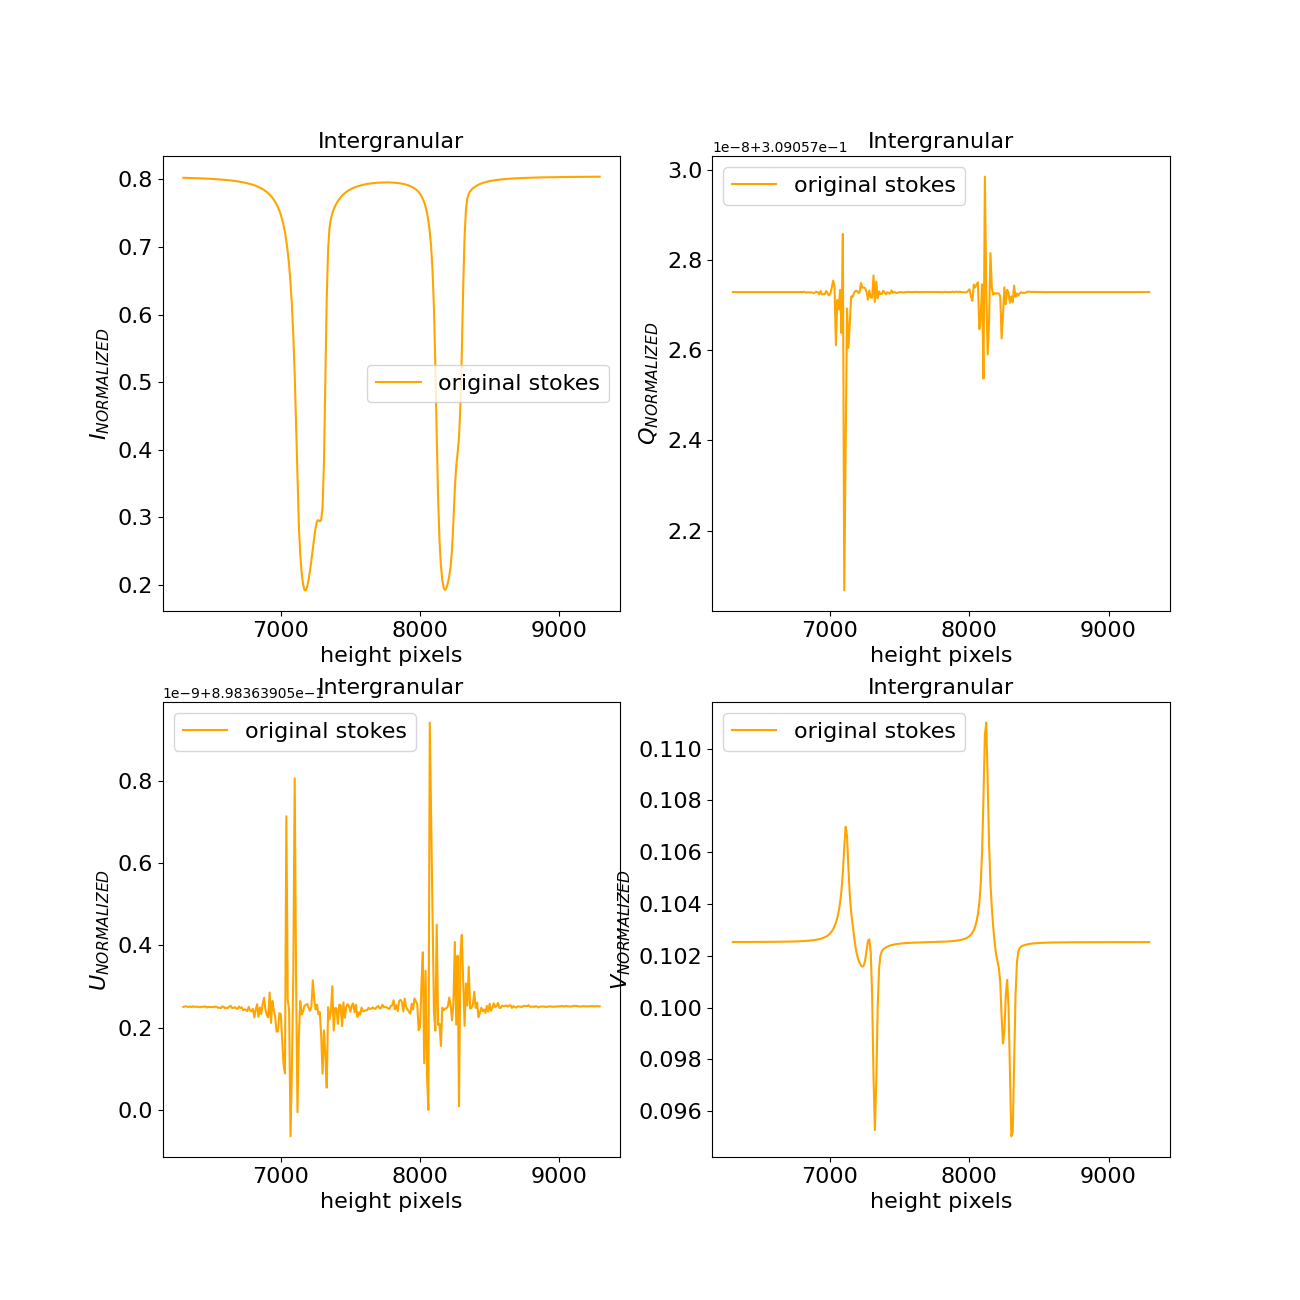 Intergranular
0.8
0.7
0.6
0.5
0.4
0.3
0.2
I_NORMALIZED
original stokes
7000 8000 9000
height pixels
1e−8+3.09057e−1
Intergranular
3.0
2.8
2.6
2.4
2.2
Q_NORMALIZED
original stokes
7000 8000 9000
height pixels
1e−9+8.98363905e−1
Intergranular
0.8
0.6
0.4
0.2
0.0
U_NORMALIZED
original stokes
7000 8000 9000
height pixels
Intergranular
0.110
0.108
0.106
0.104
0.102
0.100
0.098
0.096
V_NORMALIZED
original stokes
7000 8000 9000
height pixels